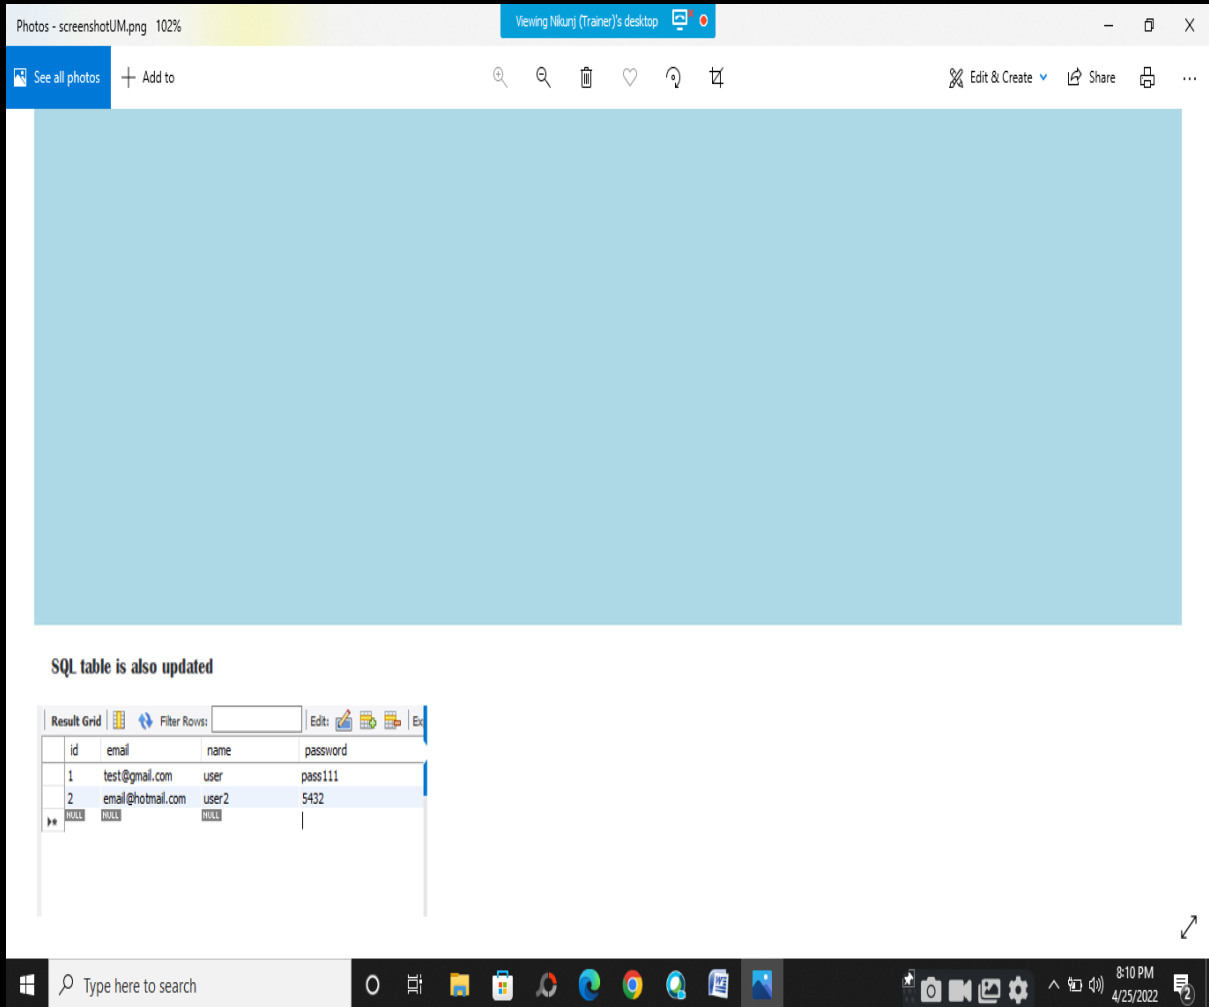 Photos - screenshotUM.png 102%
Viewing Nikunj (Trainer)'s desktop
See all photos
Add to
Edit & Create
Share
SQL table is also updated
Result Grid Filter Rows: Edit:
id email name password
1 test@gmail.com user pass111
2 email@hotmail.com user2 5432
NULL NULL NULL
Type here to search
8:10 PM
4/25/2022
2